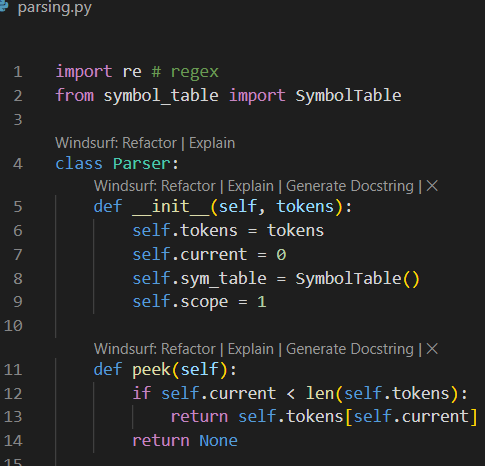 parsing.py
1 import re # regex
2 from symbol_table import SymbolTable
3
Windsurf: Refactor | Explain
4 class Parser:
Windsurf: Refactor | Explain | Generate Docstring | ×
5 def __init__(self, tokens):
6 self.tokens = tokens
7 self.current = 0
8 self.sym_table = SymbolTable()
9 self.scope = 1
10
Windsurf: Refactor | Explain | Generate Docstring | ×
11 def peek(self):
12 if self.current < len(self.tokens):
13 return self.tokens[self.current]
14 return None
15